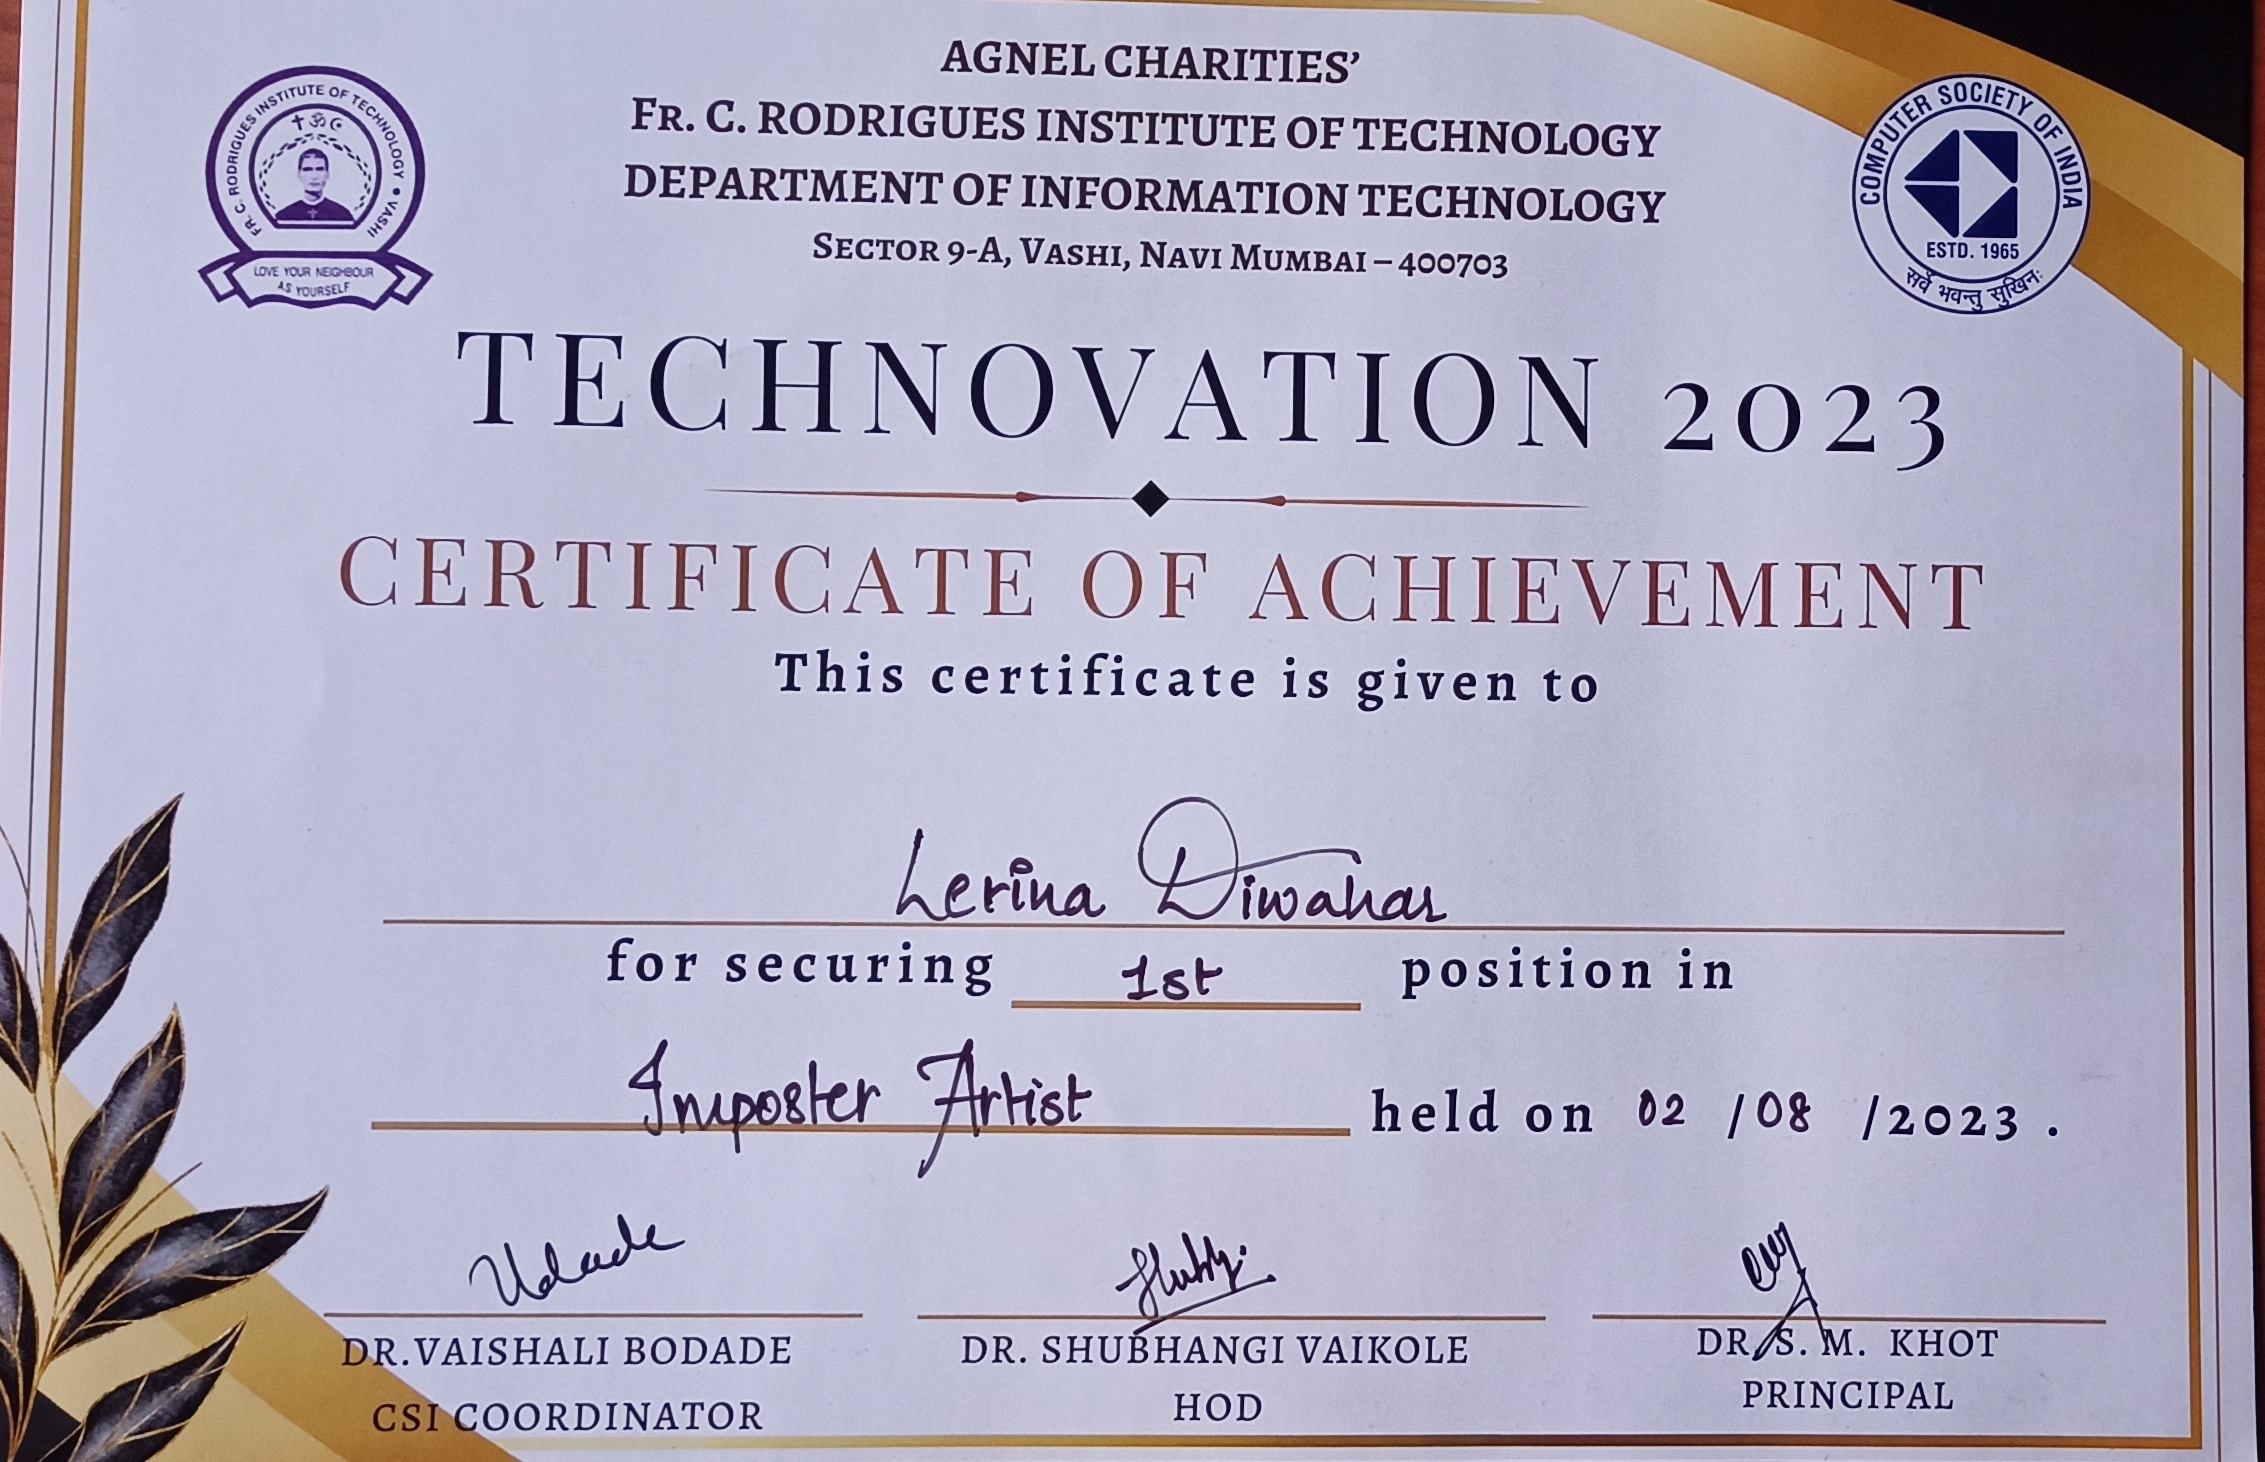 AGNEL CHARITIES’
FR. C. RODRIGUES INSTITUTE OF TECHNOLOGY
DEPARTMENT OF INFORMATION TECHNOLOGY
SECTOR 9-A, VASHI, NAVI MUMBAI – 400703
FR. C. RODRIGUES INSTITUTE OF TECHNOLOGY • VASHI
LOVE YOUR NEIGHBOUR
AS YOURSELF
COMPUTER SOCIETY OF INDIA
ESTD. 1965
सर्वे भवन्तु सुखिनः
TECHNOVATION 2023
CERTIFICATE OF ACHIEVEMENT
This certificate is given to
Lerina Diwakar
for securing 1st position in
Imposter Artist held on 02 /08 /2023 .
DR.VAISHALI BODADE DR. SHUBHANGI VAIKOLE DR. S. M. KHOT
CSI COORDINATOR HOD PRINCIPAL